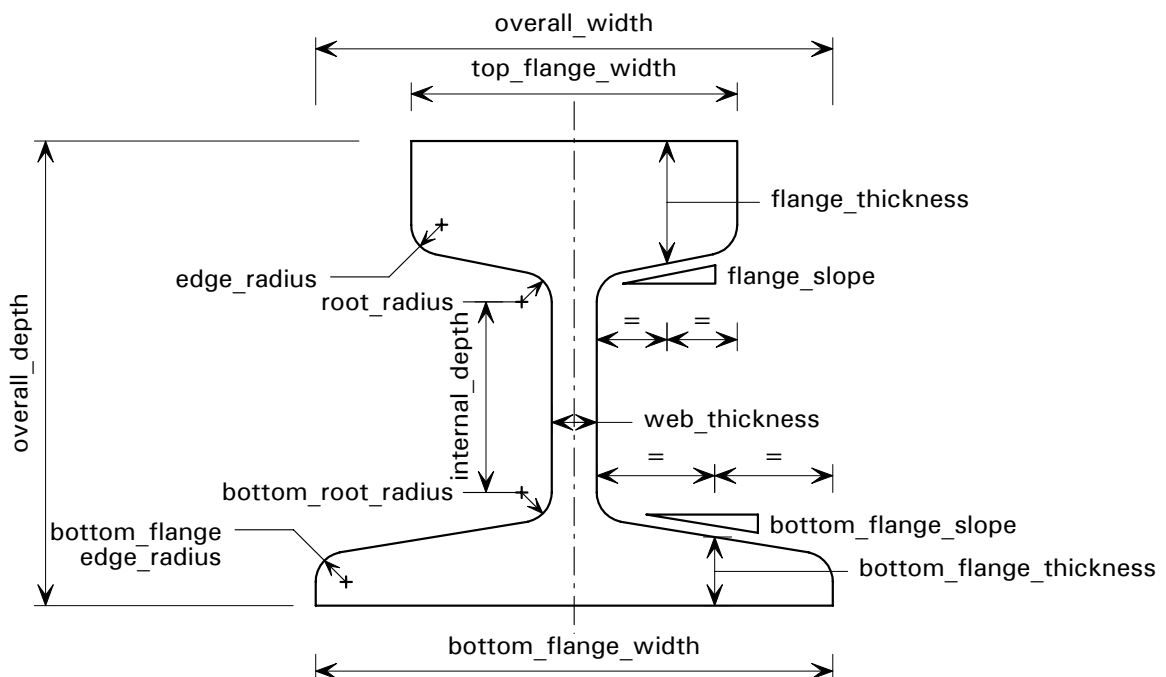 overall_width
top_flange_width
flange_thickness
edge_radius
flange_slope
root_radius
= =
overall_depth
internal_depth
web_thickness
= =
bottom_root_radius
bottom_flange
edge_radius
bottom_flange_slope
bottom_flange_thickness
bottom_flange_width